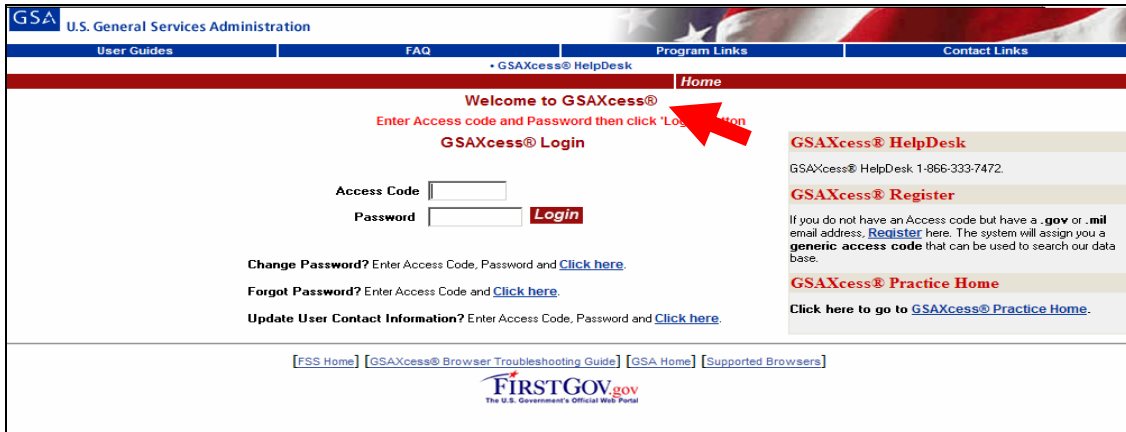 GSA U.S. General Services Administration
User Guides FAQ Program Links Contact Links
• GSAXcess® HelpDesk
Home
Welcome to GSAXcess®
Enter Access code and Password then click
GSAXcess® Login
Access Code
Password Login
Change Password? Enter Access Code, Password and Click here.
Forgot Password? Enter Access Code and Click here.
Update User Contact Information? Enter Access Code, Password and Click here.
GSAXcess® HelpDesk
GSAXcess® HelpDesk 1-866-333-7472.
GSAXcess® Register
If you do not have an Access code but have a .gov or .mil
email address, Register here. The system will assign you a
generic access code that can be used to search our data
base.
GSAXcess® Practice Home
Click here to go to GSAXcess® Practice Home.
[FSS Home] [GSAXcess® Browser Troubleshooting Guide] [GSA Home] [Supported Browsers]
FIRSTGOV.gov
The U.S. Government's Official Web Portal